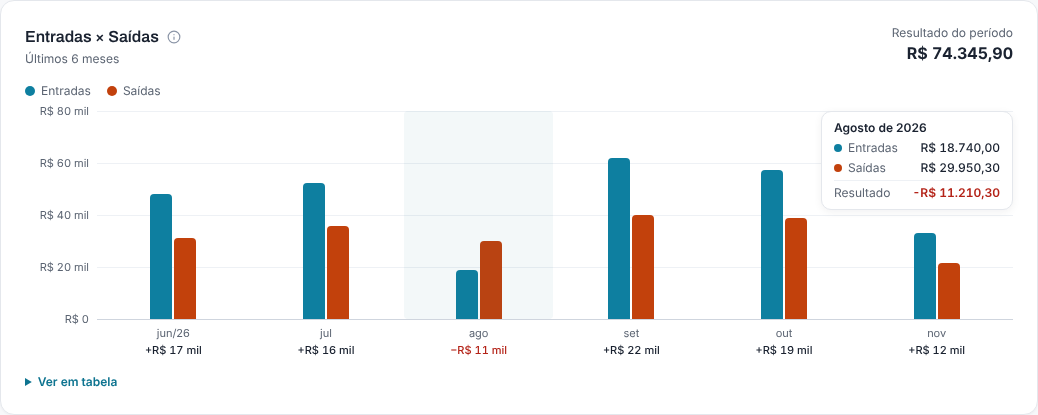 Entradas × Saídas
Últimos 6 meses
Resultado do período
R$ 74.345,90
Entradas
Saídas
R$ 80 mil
R$ 60 mil
R$ 40 mil
R$ 20 mil
R$ 0
Agosto de 2026
Entradas R$ 18.740,00
Saídas R$ 29.950,30
Resultado -R$ 11.210,30
jun/26 jul ago set out nov
+R$ 17 mil +R$ 16 mil −R$ 11 mil +R$ 22 mil +R$ 19 mil +R$ 12 mil
Ver em tabela